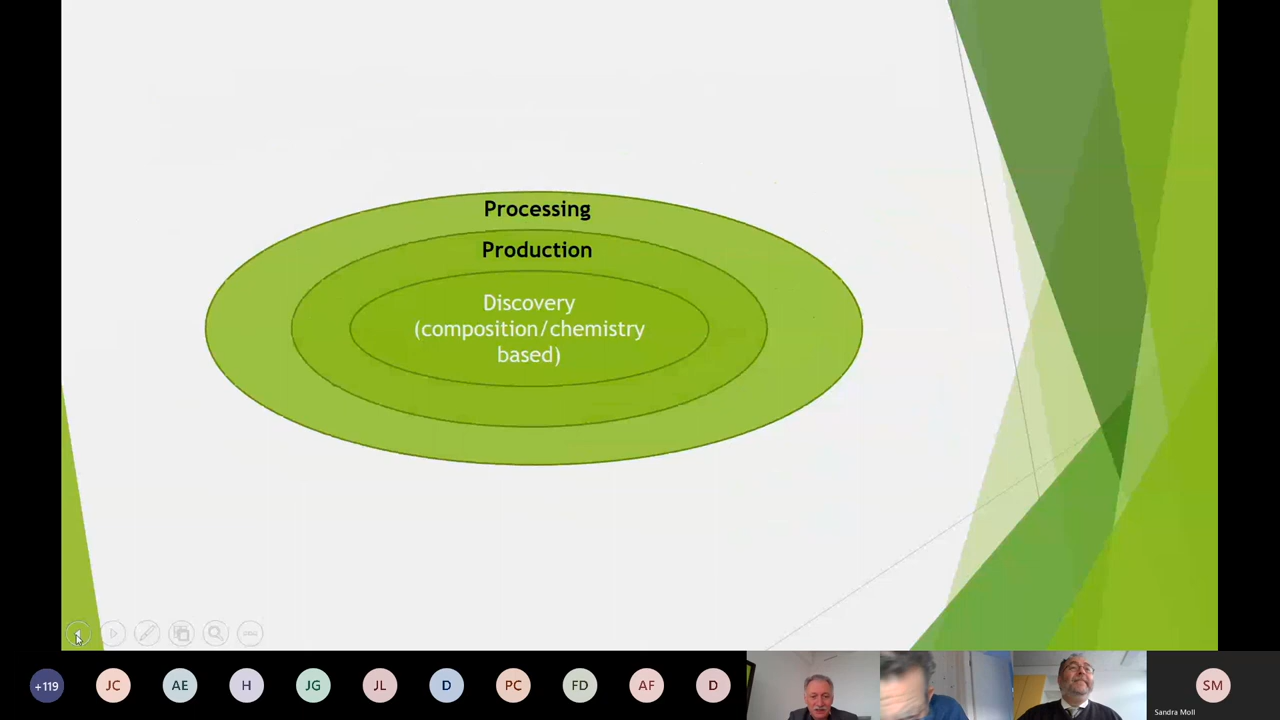 Processing
Production
Discovery
(composition/chemistry
based)
+119
JC
AE
H
JG
JL
D
PC
FD
AF
D
SM
Sandra Moll